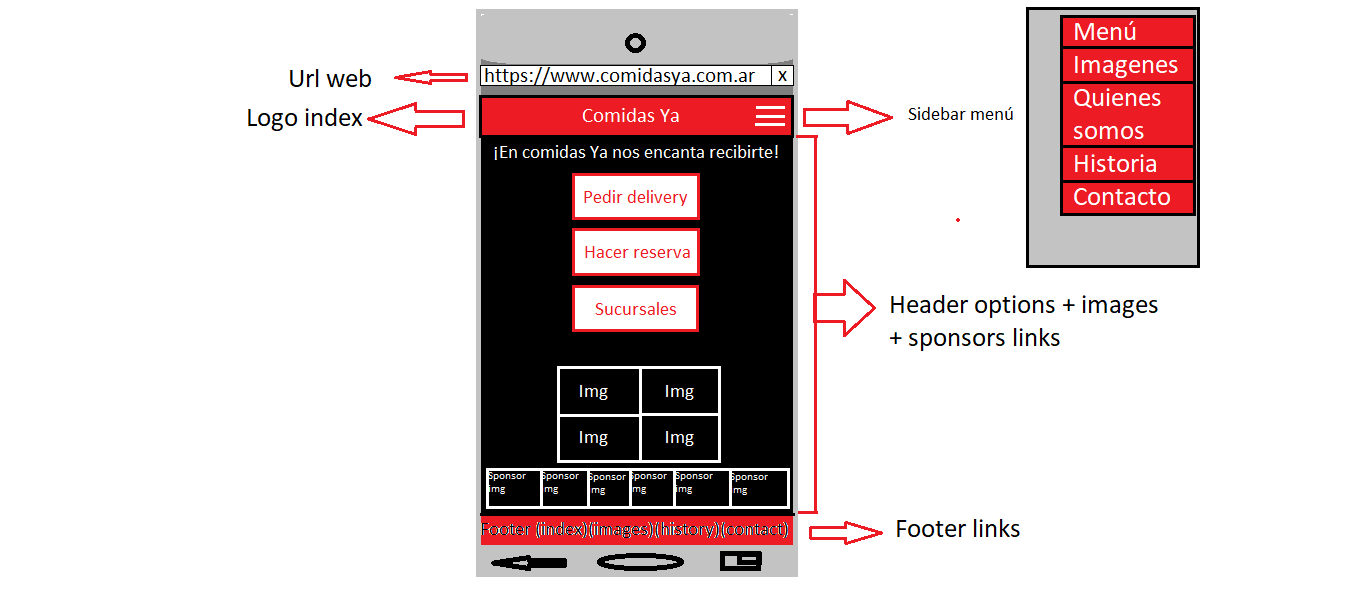 Url web
https://www.comidasya.com.ar
x
Logo index
Comidas Ya
Sidebar menú
Menú
Imagenes
Quienes
somos
Historia
Contacto
¡En comidas Ya nos encanta recibirte!
Pedir delivery
Hacer reserva
Sucursales
Header options + images
+ sponsors links
Img
Img
Img
Img
Sponsor
img
Sponsor
img
Sponsor
img
Sponsor
img
Sponsor
img
Sponsor
img
Footer (index)(images)(history)(contact)
Footer links